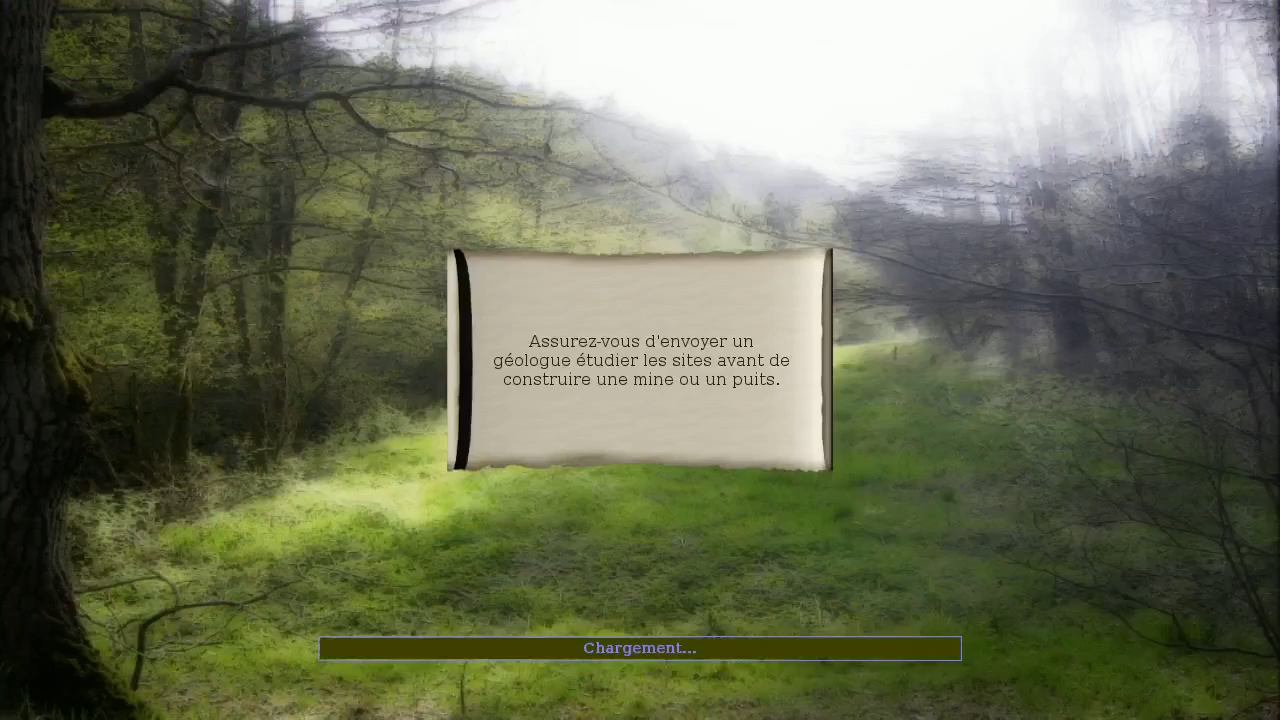 Assurez-vous d'envoyer un
géologue étudier les sites avant de
construire une mine ou un puits.
Chargement...